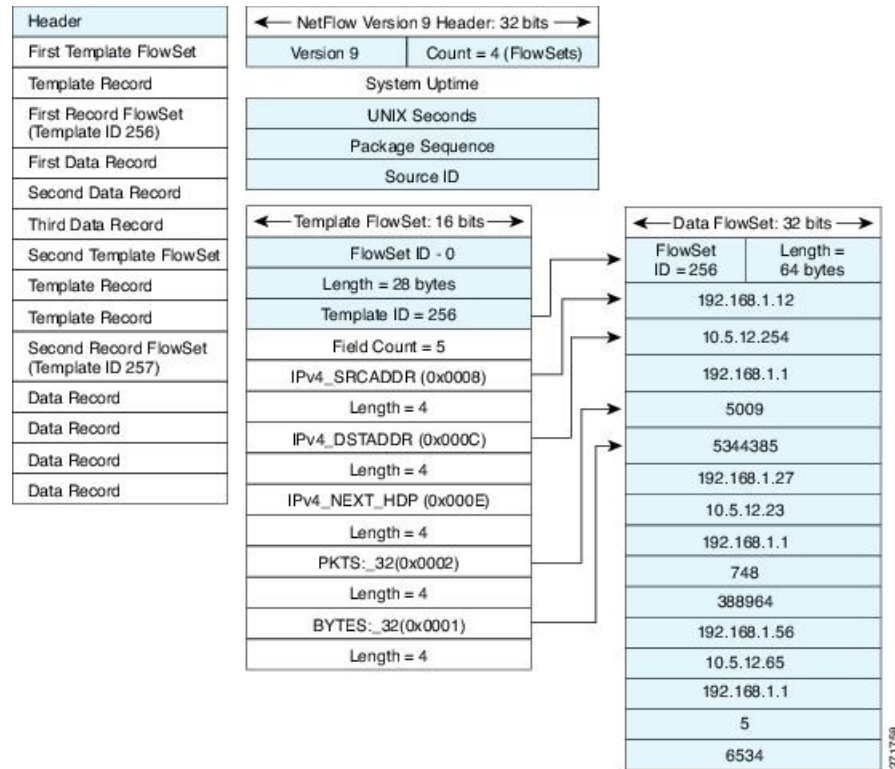 Header
First Template FlowSet
Template Record
First Record FlowSet
(Template ID 256)
First Data Record
Second Data Record
Third Data Record
Second Template FlowSet
Template Record
Template Record
Second Record FlowSet
(Template ID 257)
Data Record
Data Record
Data Record
Data Record
NetFlow Version 9 Header: 32 bits
Version 9
Count = 4 (FlowSets)
System Uptime
UNIX Seconds
Package Sequence
Source ID
Template FlowSet: 16 bits
FlowSet ID - 0
Length = 28 bytes
Template ID = 256
Field Count = 5
IPv4_SRCADDR (0x0008)
Length = 4
IPv4_DSTADDR (0x000C)
Length = 4
IPv4_NEXT_HDP (0x000E)
Length = 4
PKTS:_32(0x0002)
Length = 4
BYTES:_32(0x0001)
Length = 4
Data FlowSet: 32 bits
FlowSet
ID = 256
Length =
64 bytes
192.168.1.12
10.5.12.254
192.168.1.1
5009
5344385
192.168.1.27
10.5.12.23
192.168.1.1
748
388964
192.168.1.56
10.5.12.65
192.168.1.1
5
6534
271759